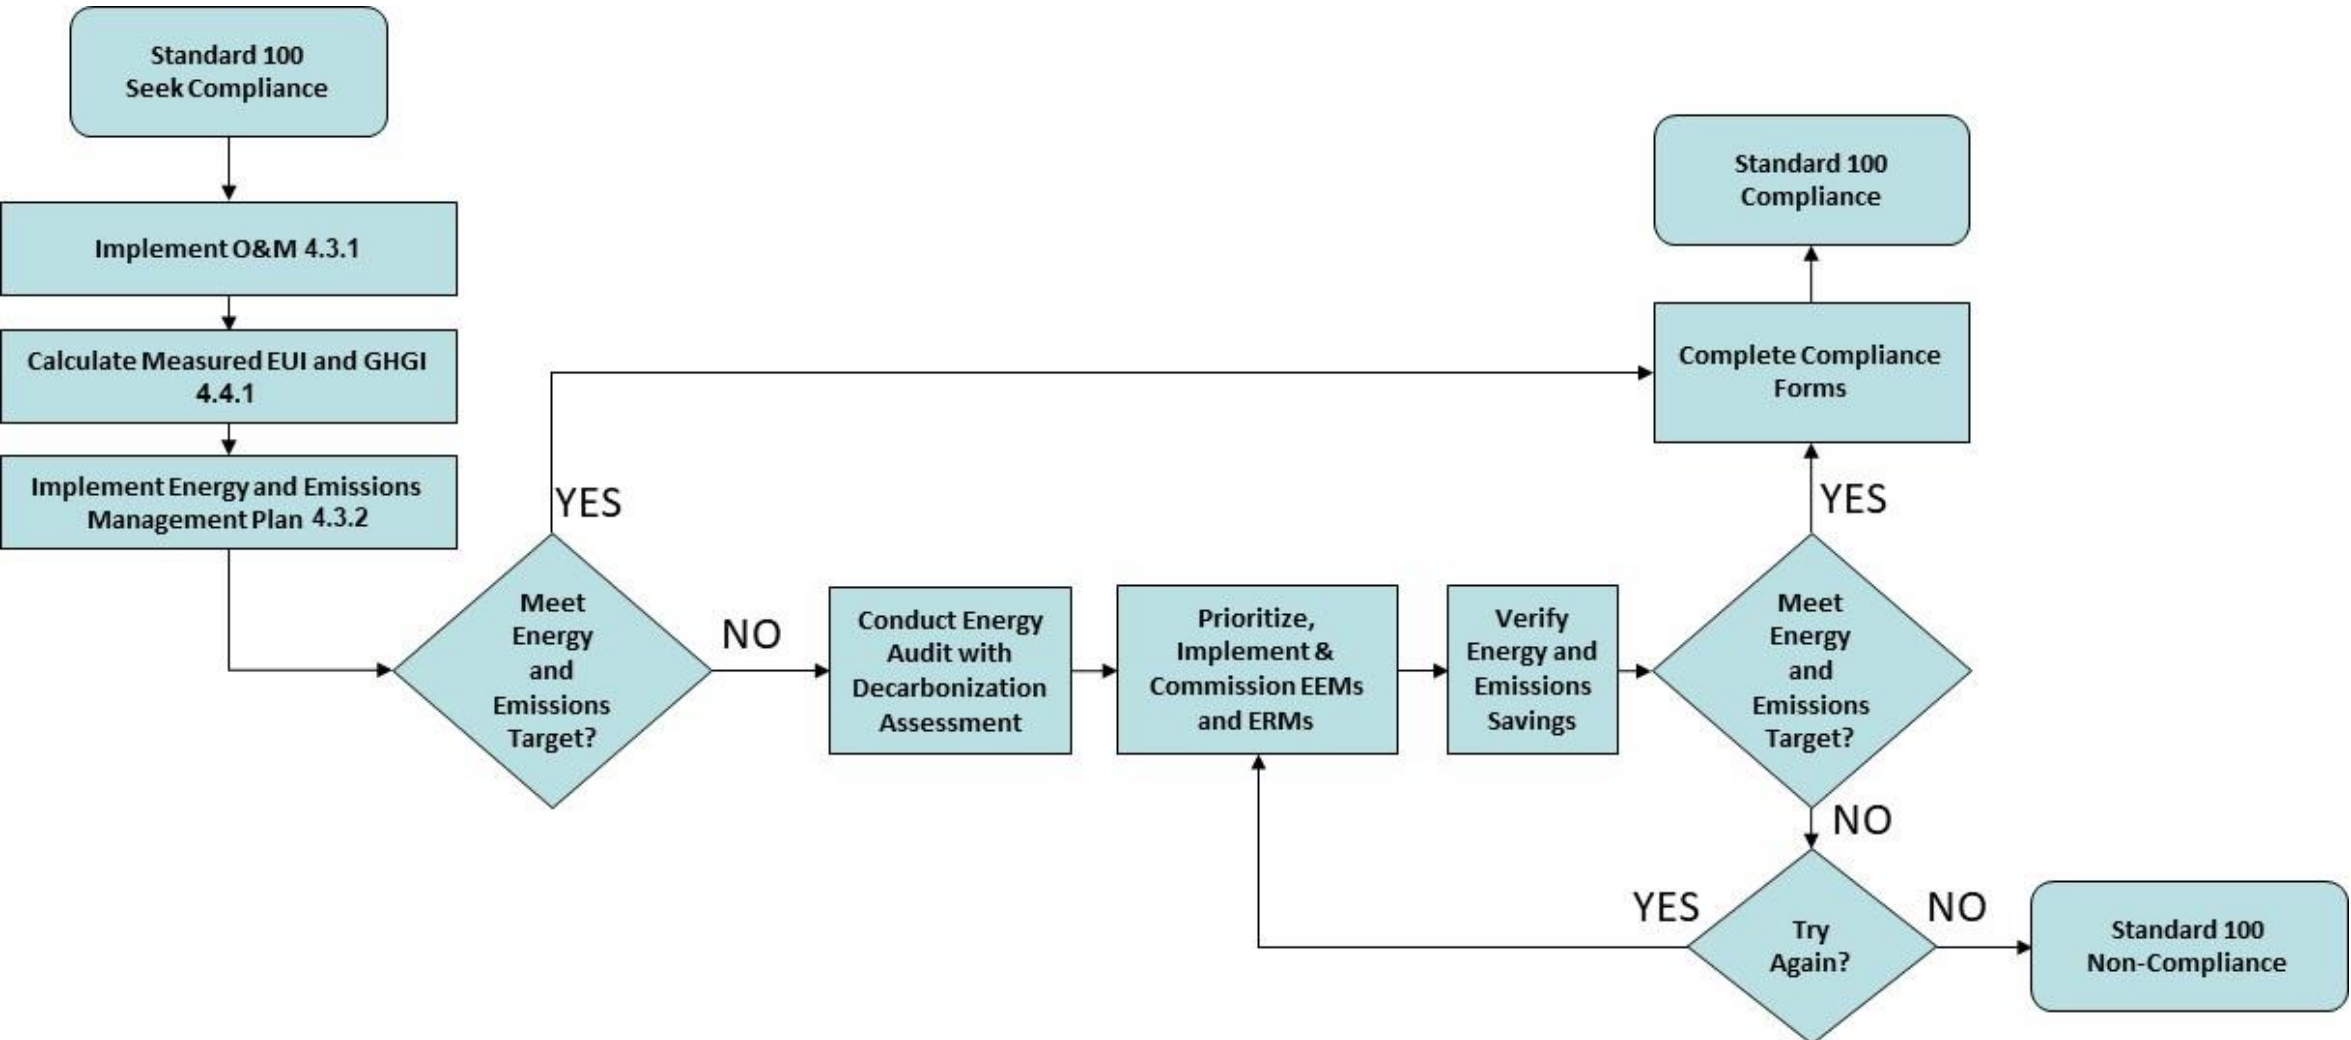 Standard 100
Seek Compliance
Implement O&M 4.3.1
Calculate Measured EUI and GHGI
4.4.1
Implement Energy and Emissions
Management Plan 4.3.2
YES
Meet
Energy
and
Emissions
Target?
NO
Conduct Energy
Audit with
Decarbonization
Assessment
Prioritize,
Implement &
Commission EEMs
and ERMs
Verify
Energy and
Emissions
Savings
Meet
Energy
and
Emissions
Target?
YES
Complete Compliance
Forms
Standard 100
Compliance
NO
Try
Again?
YES
NO
Standard 100
Non-Compliance